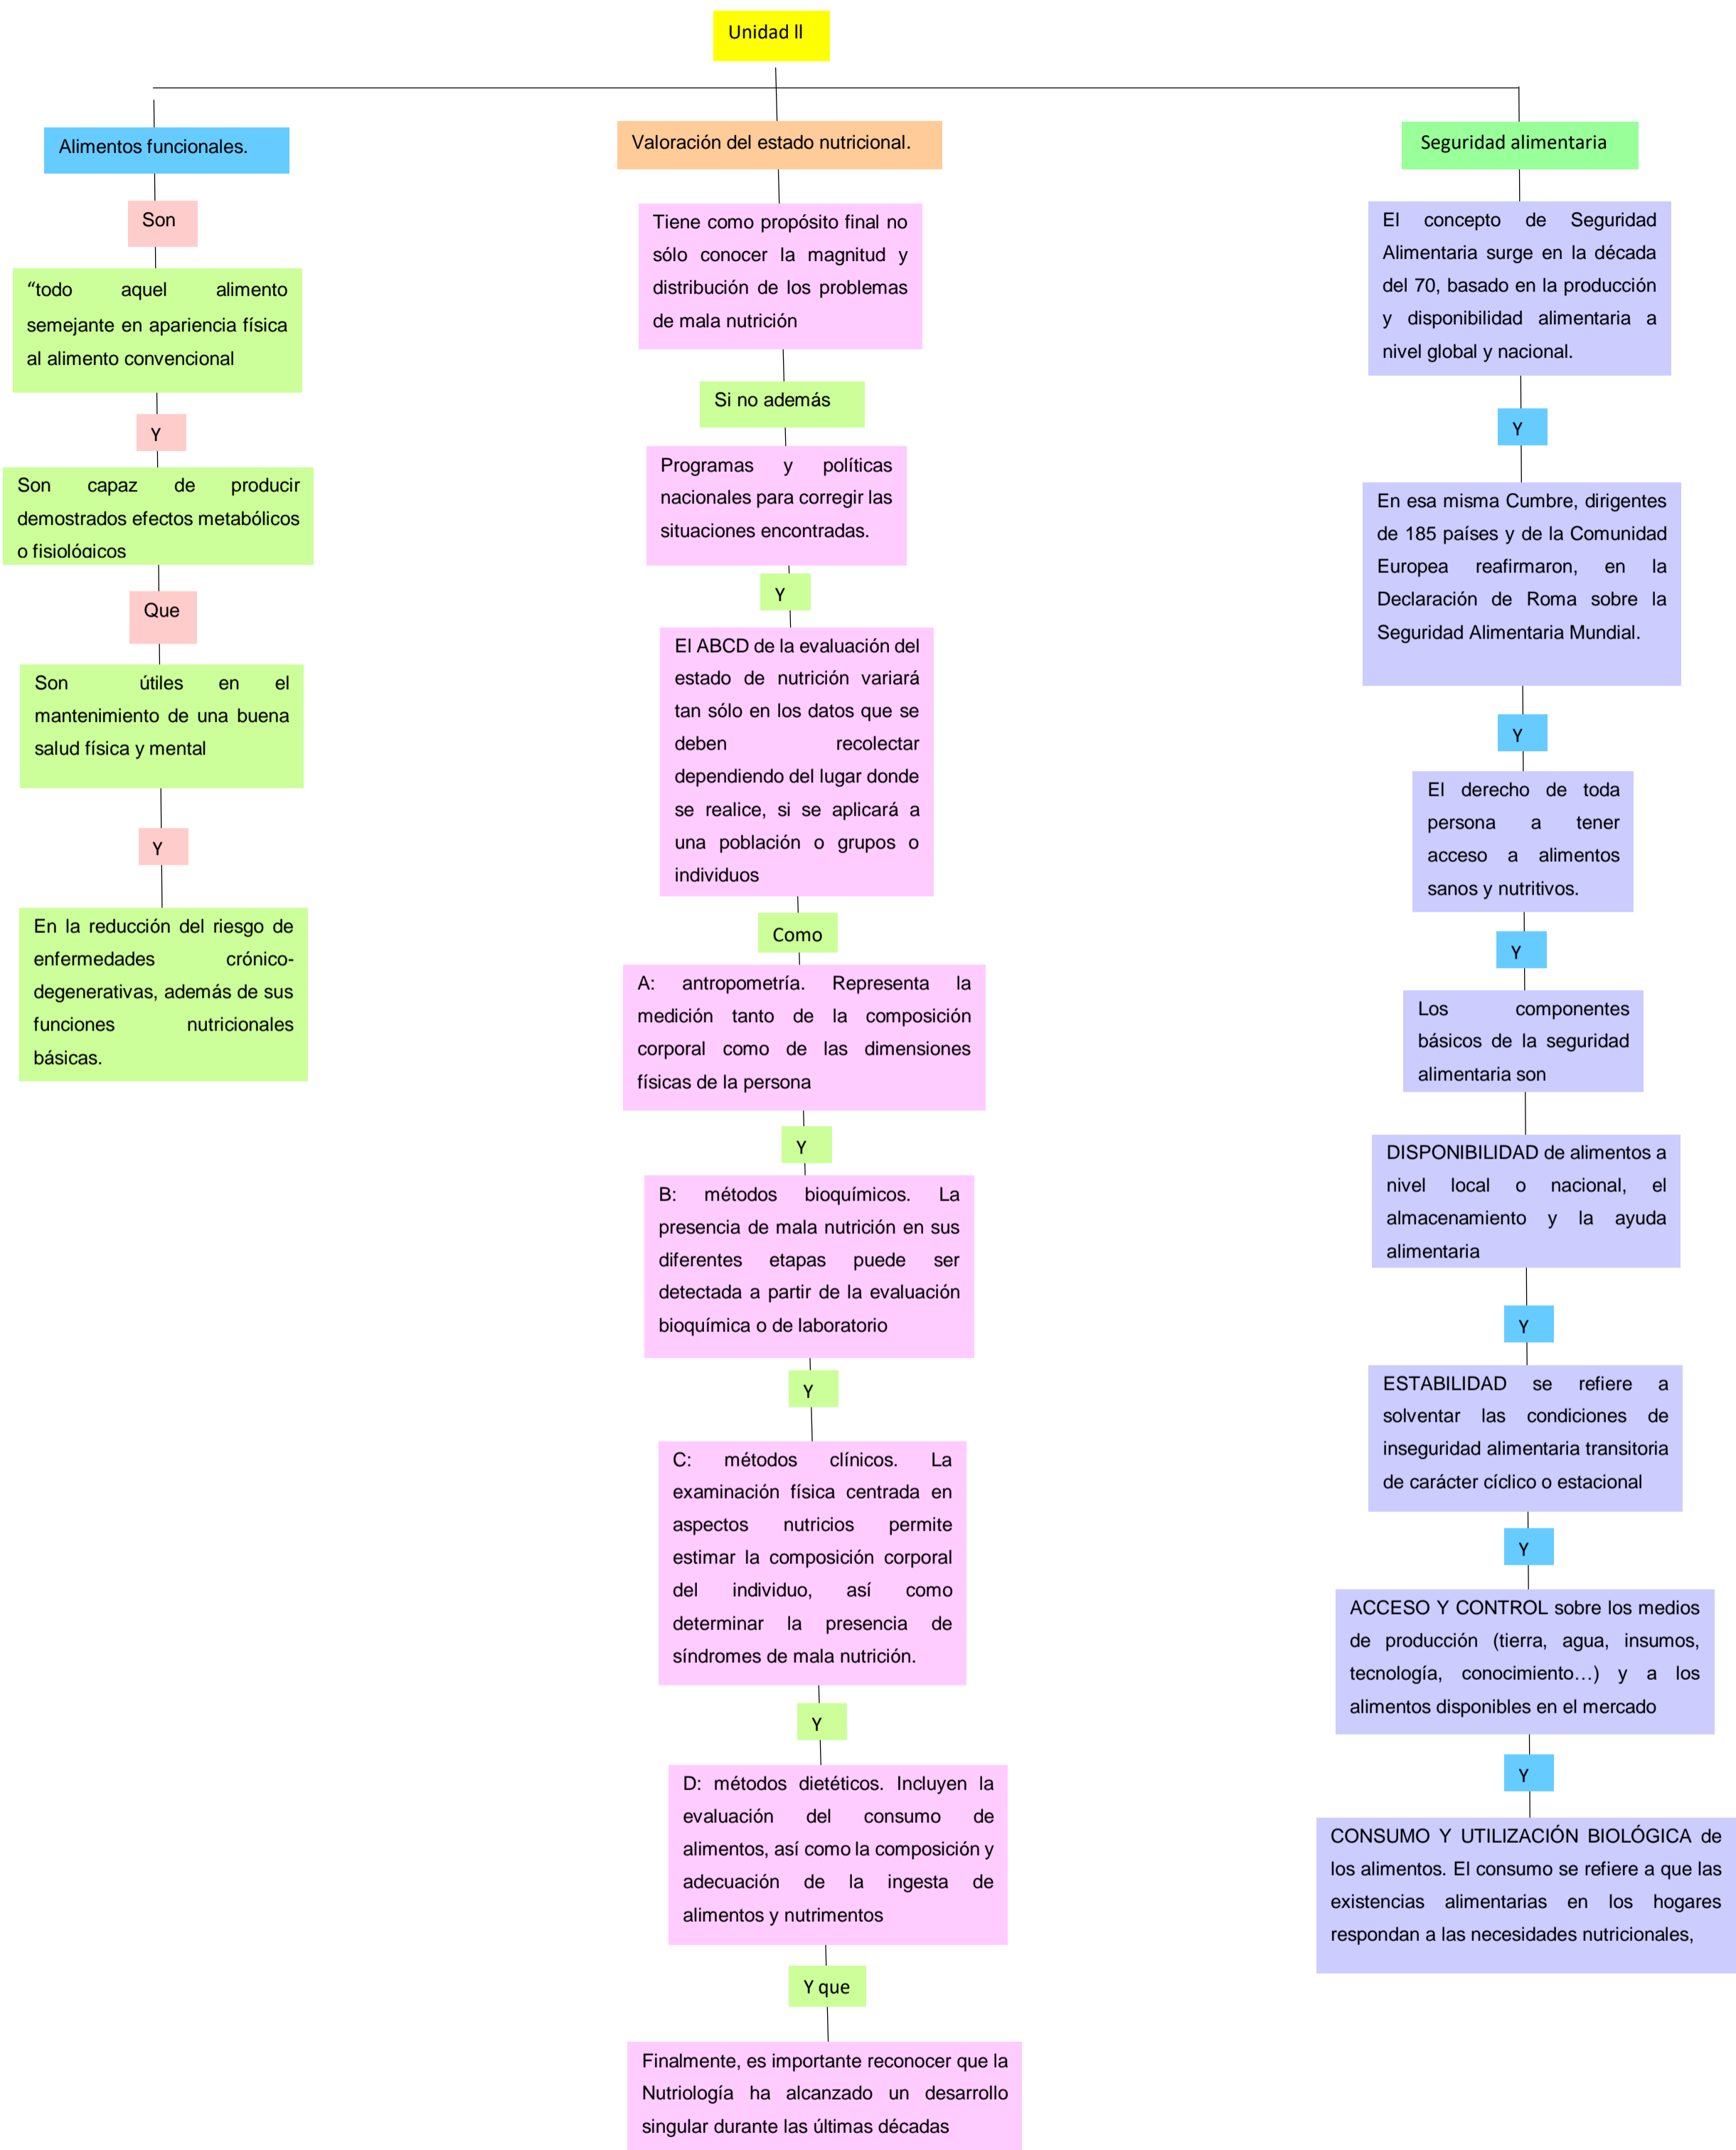 Unidad ll
Alimentos funcionales.
Son
“todo aquel alimento
semejante en apariencia física
al alimento convencional
Y
Son capaz de producir
demostrados efectos metabólicos
o fisiológicos
Que
Son útiles en el
mantenimiento de una buena
salud física y mental
Y
En la reducción del riesgo de
enfermedades crónico-
degenerativas, además de sus
funciones nutricionales
básicas.
Valoración del estado nutricional.
Tiene como propósito final no
sólo conocer la magnitud y
distribución de los problemas
de mala nutrición
Si no además
Programas y políticas
nacionales para corregir las
situaciones encontradas.
Y
El ABCD de la evaluación del
estado de nutrición variará
tan sólo en los datos que se
deben recolectar
dependiendo del lugar donde
se realice, si se aplicará a
una población o grupos o
individuos
Como
A: antropometría. Representa la
medición tanto de la composición
corporal como de las dimensiones
físicas de la persona
Y
B: métodos bioquímicos. La
presencia de mala nutrición en sus
diferentes etapas puede ser
detectada a partir de la evaluación
bioquímica o de laboratorio
Y
C: métodos clínicos. La
examinación física centrada en
aspectos nutricios permite
estimar la composición corporal
del individuo, así como
determinar la presencia de
síndromes de mala nutrición.
Y
D: métodos dietéticos. Incluyen la
evaluación del consumo de
alimentos, así como la composición y
adecuación de la ingesta de
alimentos y nutrimentos
Y que
Finalmente, es importante reconocer que la
Nutriología ha alcanzado un desarrollo
singular durante las últimas décadas
Seguridad alimentaria
El concepto de Seguridad
Alimentaria surge en la década
del 70, basado en la producción
y disponibilidad alimentaria a
nivel global y nacional.
Y
En esa misma Cumbre, dirigentes
de 185 países y de la Comunidad
Europea reafirmaron, en la
Declaración de Roma sobre la
Seguridad Alimentaria Mundial.
Y
El derecho de toda
persona a tener
acceso a alimentos
sanos y nutritivos.
Y
Los componentes
básicos de la seguridad
alimentaria son
DISPONIBILIDAD de alimentos a
nivel local o nacional, el
almacenamiento y la ayuda
alimentaria
Y
ESTABILIDAD se refiere a
solventar las condiciones de
inseguridad alimentaria transitoria
de carácter cíclico o estacional
Y
ACCESO Y CONTROL sobre los medios
de producción (tierra, agua, insumos,
tecnología, conocimiento…) y a los
alimentos disponibles en el mercado
Y
CONSUMO Y UTILIZACIÓN BIOLÓGICA de
los alimentos. El consumo se refiere a que las
existencias alimentarias en los hogares
respondan a las necesidades nutricionales,